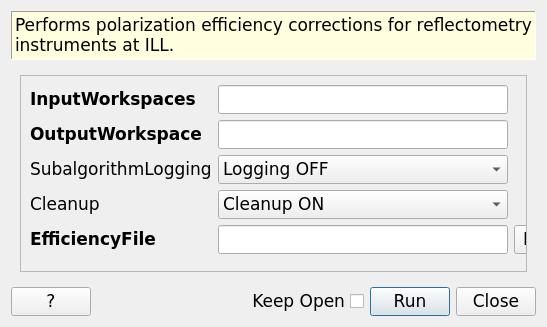 Performs polarization efficiency corrections for reflectometry
instruments at ILL.
InputWorkspaces
OutputWorkspace
SubalgorithmLogging Logging OFF
Cleanup Cleanup ON
EfficiencyFile
? Keep Open Run Close